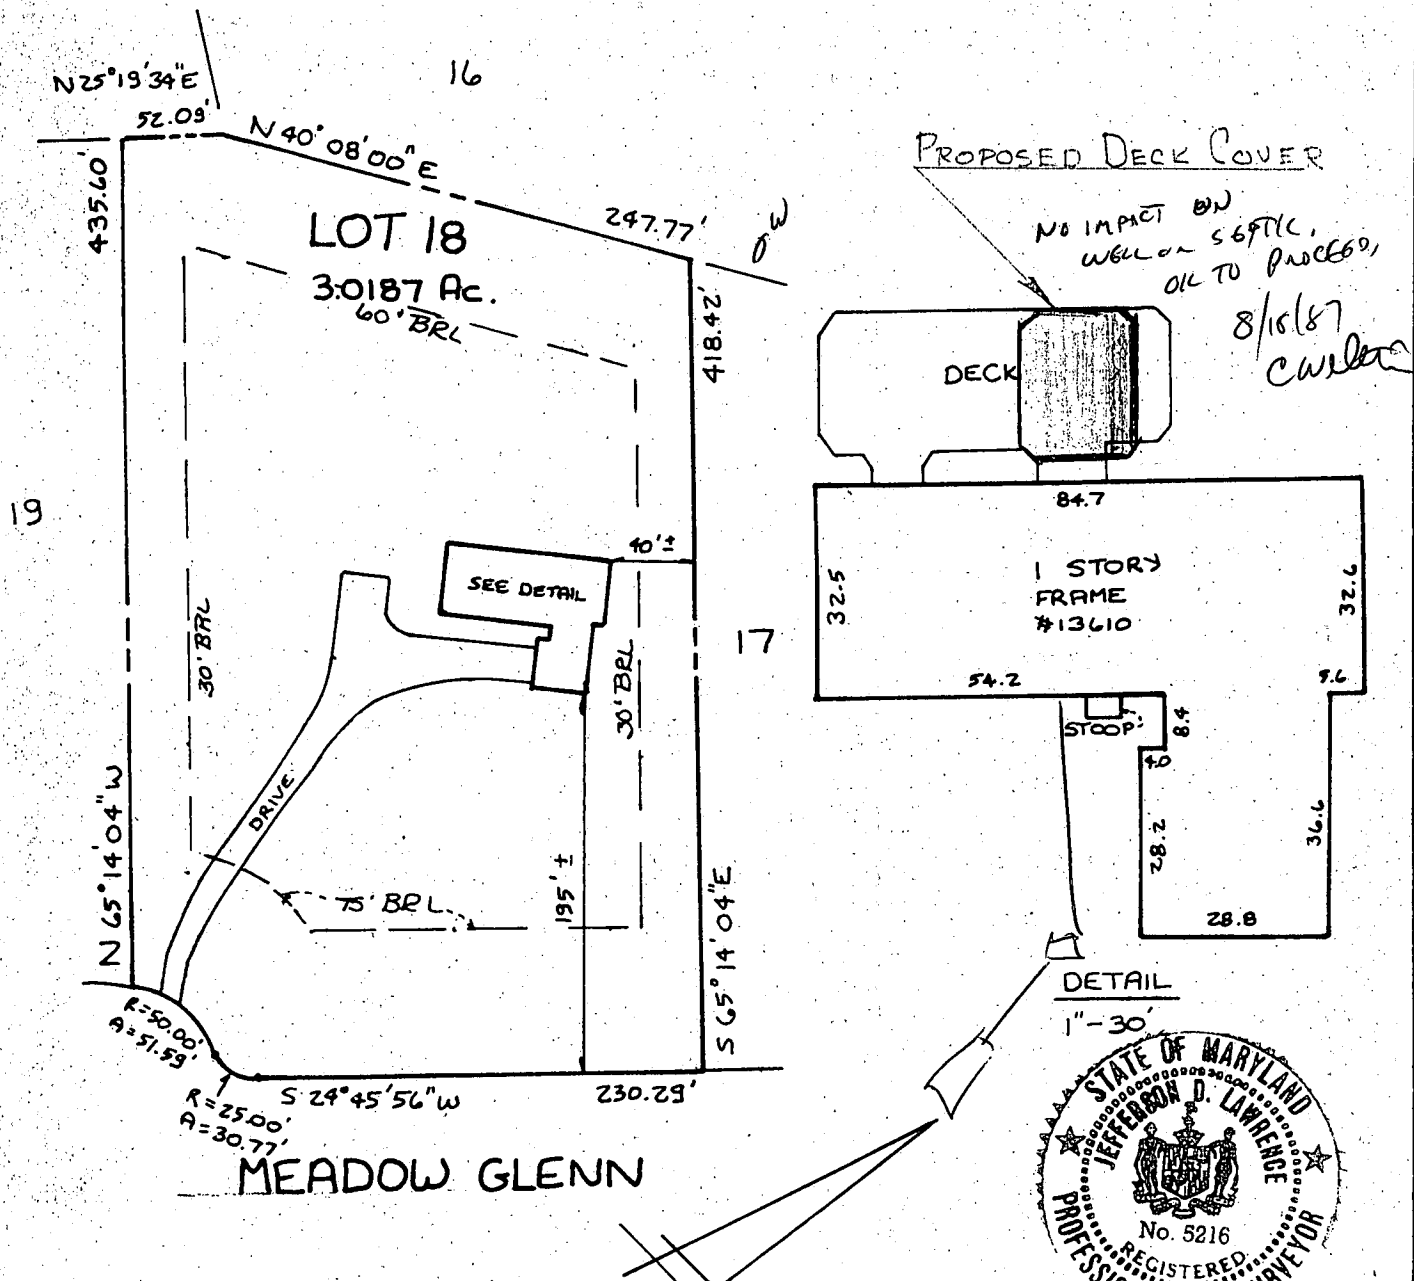 N25°19'34"E
52.09'
16
N 40° 08' 00" E
247.77'
435.60'
LOT 18
3.0187 Ac.
60' BRL
418.42'
19
SEE DETAIL
40'±
17
30' BRL
30' BRL
DRIVE
75' BRL
195' ±
N 65° 14' 04" W
S 65° 14' 04" E
R=50.00'
A=51.59'
R=25.00'
A=30.77'
S 24° 45' 56" W
230.29'
MEADOW GLENN
PROPOSED DECK COVER
NO IMPACT ON
WELL OR SEPTIC,
OK TO PROCEED,
8/18/87
DECK
84.7
32.5
1 STORY
FRAME
#13610
32.6
54.2
5.6
STOOP
8.4
4.0
28.2
36.6
28.8
DETAIL
1"-30'
STATE OF MARYLAND
JEFFERSON D. LAWRENCE
No. 5216
REGISTERED